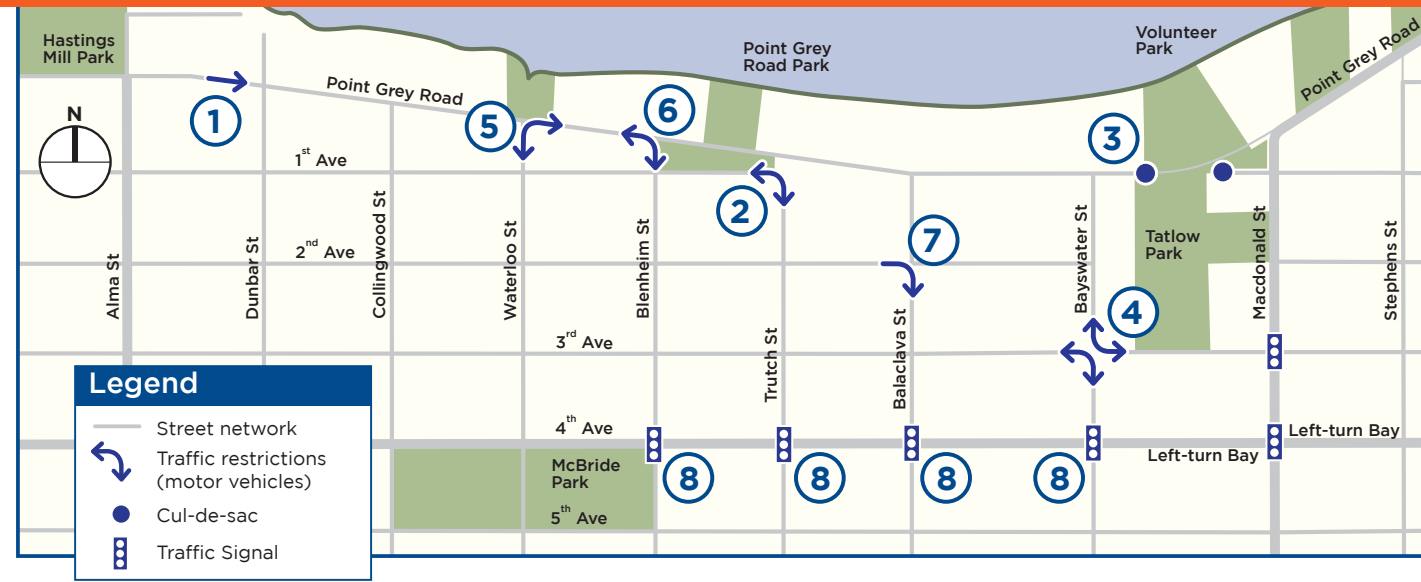 Hastings
Mill Park
Point Grey
Road Park
Volunteer
Park
Point Grey Road
N
1
Point Grey Road
5
6
3
1st Ave
2
2nd Ave
7
Tatlow
Park
Alma St
Dunbar St
Collingwood St
Waterloo St
Blenheim St
Trutch St
Balaclava St
Bayswater St
Macdonald St
Stephens St
4
3rd Ave
4th Ave
Left-turn Bay
Left-turn Bay
McBride
Park
8
8
8
8
5th Ave
Legend
Street network
Traffic restrictions
(motor vehicles)
Cul-de-sac
Traffic Signal